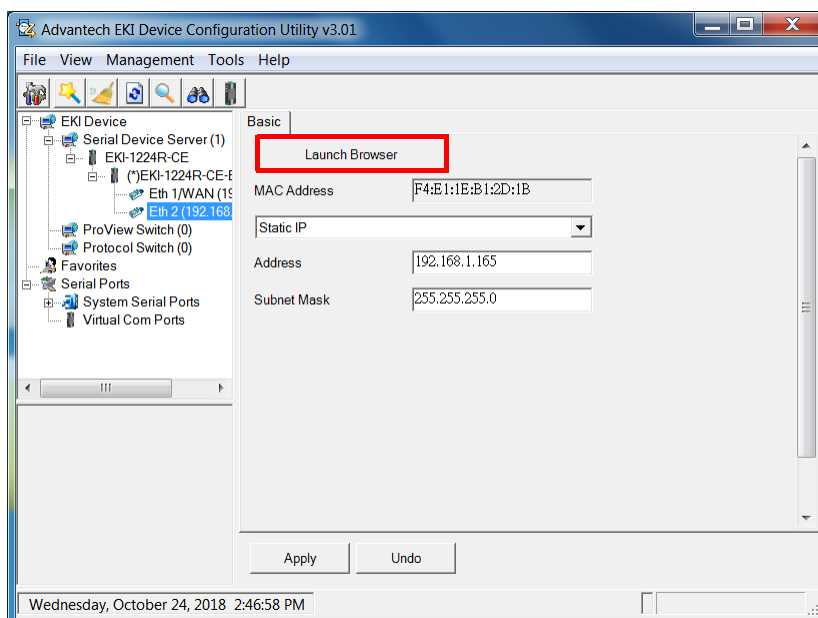 Advantech EKI Device Configuration Utility v3.01
File View Management Tools Help
EKI Device
Serial Device Server (1)
EKI-1224R-CE
(*)EKI-1224R-CE-
Eth 1/WAN (19
Eth 2 (192.168.
ProView Switch (0)
Protocol Switch (0)
Favorites
Serial Ports
System Serial Ports
Virtual Com Ports
Basic
Launch Browser
MAC Address F4:E1:1E:B1:2D:1B
Static IP
Address 192.168.1.165
Subnet Mask 255.255.255.0
Apply Undo
Wednesday, October 24, 2018 2:46:58 PM